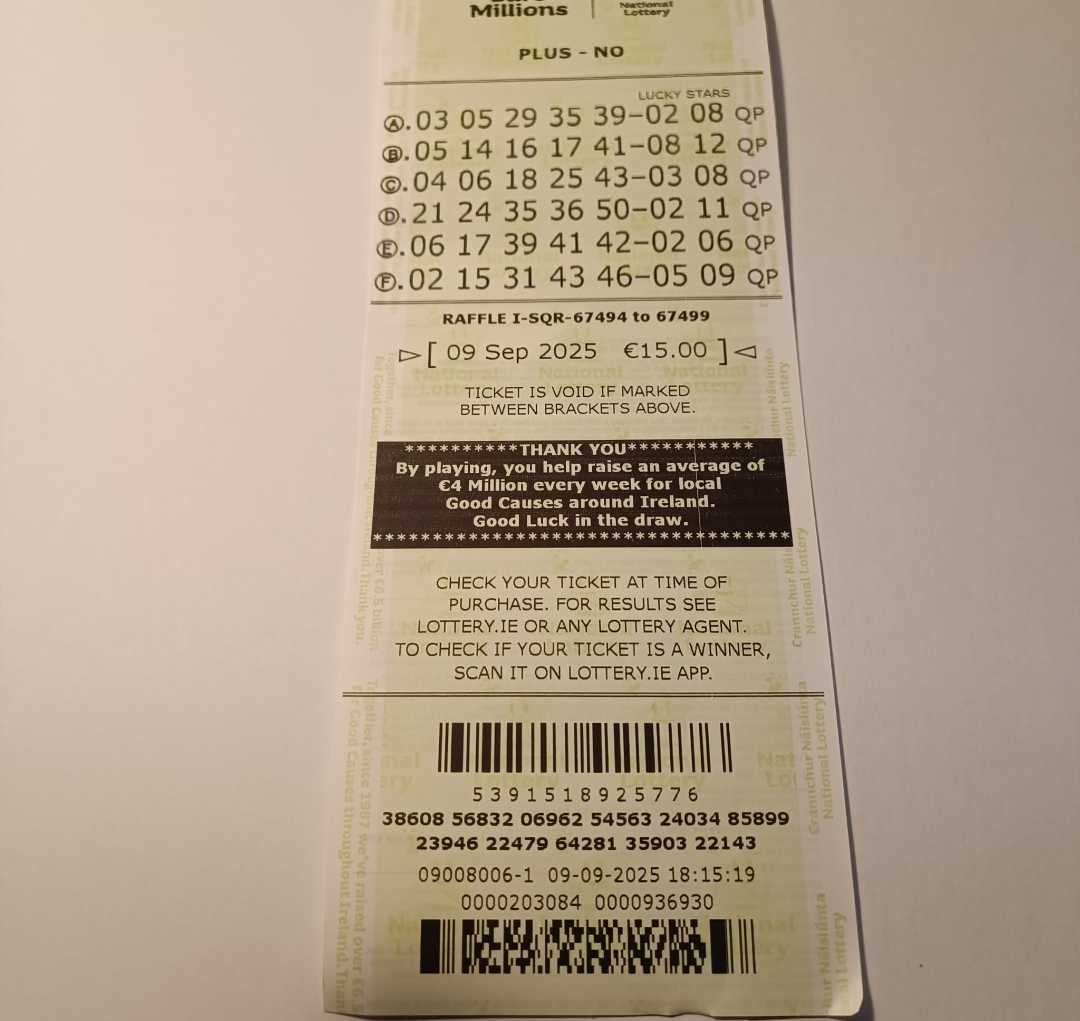 Millions
National
Lottery
PLUS - NO
LUCKY STARS
A. 03 05 29 35 39-02 08 QP
B. 05 14 16 17 41-08 12 QP
C. 04 06 18 25 43-03 08 QP
D. 21 24 35 36 50-02 11 QP
E. 06 17 39 41 42-02 06 QP
F. 02 15 31 43 46-05 09 QP
RAFFLE I-SQR-67494 to 67499
[ 09 Sep 2025 €15.00 ]
TICKET IS VOID IF MARKED
BETWEEN BRACKETS ABOVE.
**********THANK YOU***********
By playing, you help raise an average of
€4 Million every week for local
Good Causes around Ireland.
Good Luck in the draw.
**********************************
CHECK YOUR TICKET AT TIME OF
PURCHASE. FOR RESULTS SEE
LOTTERY.IE OR ANY LOTTERY AGENT.
TO CHECK IF YOUR TICKET IS A WINNER,
SCAN IT ON LOTTERY.IE APP.
5391518925776
38608 56832 06962 54563 24034 85899
23946 22479 64281 35903 22143
09008006-1 09-09-2025 18:15:19
0000203084 0000936930
Crannchur Náisiúnta
National Lottery